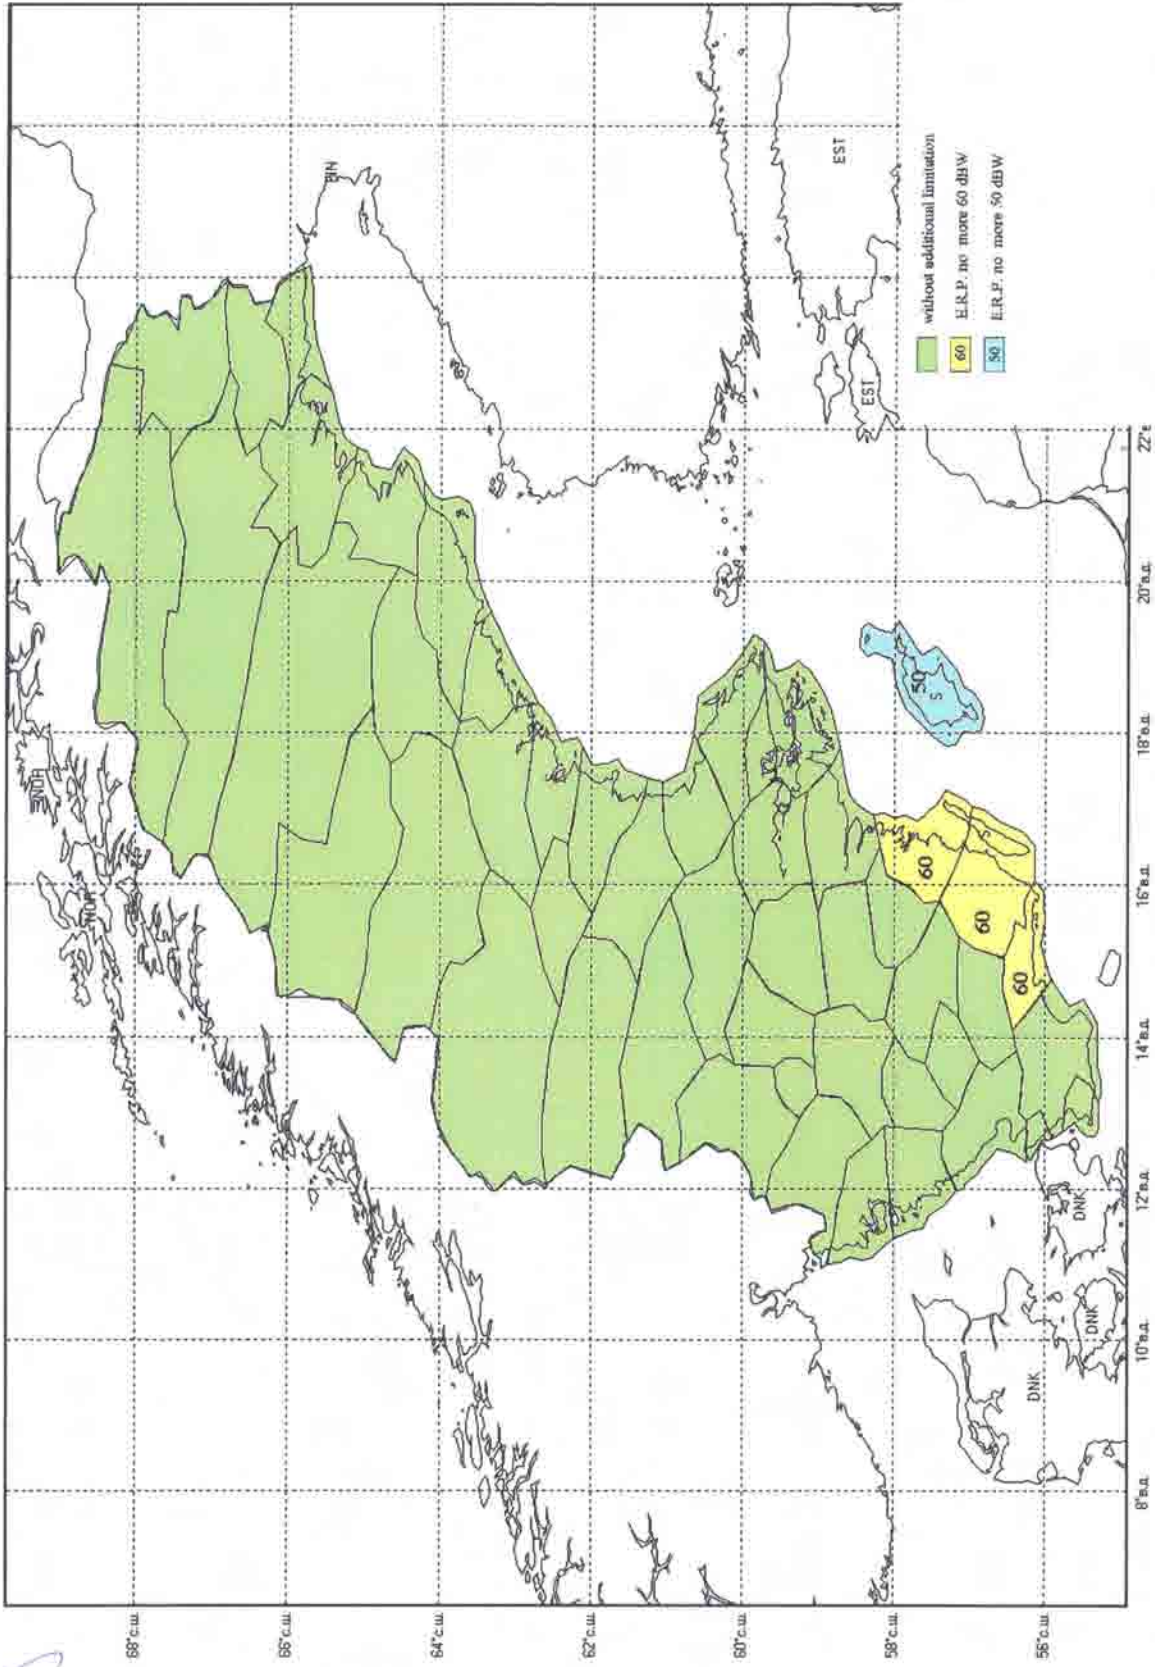 68°с.ш.
66°с.ш.
64°с.ш.
62°с.ш.
60°с.ш.
58°с.ш.
56°с.ш.
8°в.д.
10°в.д.
12°в.д.
14°в.д.
16°в.д.
18°в.д.
20°в.д.
22°в
NOR
EST
EST
DNK
DNK
DNK
S
S
50
60
60
60
without additional limitation
60 E.R.P. no more 60 dBW
50 E.R.P. no more 50 dBW